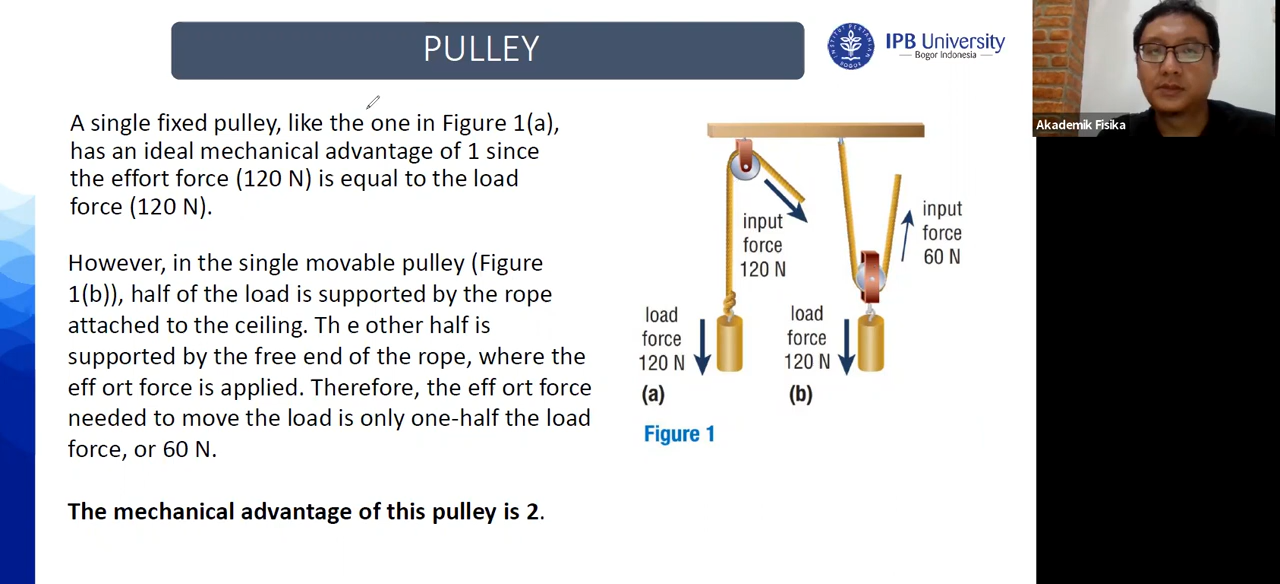 PULLEY
IPB University
Bogor Indonesia
Akademik Fisika
A single fixed pulley, like the one in Figure 1(a),
has an ideal mechanical advantage of 1 since
the effort force (120 N) is equal to the load
force (120 N).
However, in the single movable pulley (Figure
1(b)), half of the load is supported by the rope
attached to the ceiling. Th e other half is
supported by the free end of the rope, where the
eff ort force is applied. Therefore, the eff ort force
needed to move the load is only one-half the load
force, or 60 N.
The mechanical advantage of this pulley is 2.
input
force
120 N
input
force
60 N
load
force
120 N
load
force
120 N
(a)
(b)
Figure 1